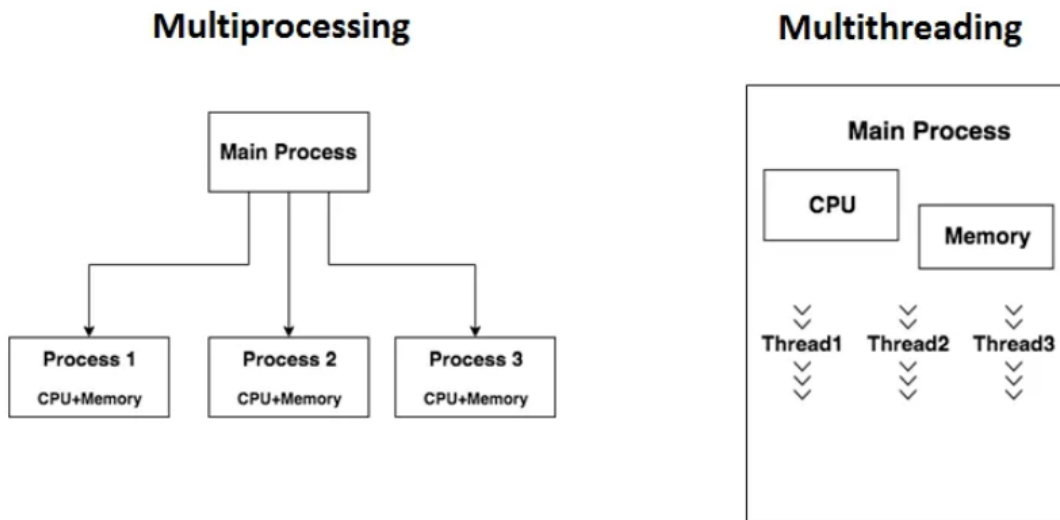 Multiprocessing
Main Process
Process 1
CPU+Memory
Process 2
CPU+Memory
Process 3
CPU+Memory
Multithreading
Main Process
CPU
Memory
Thread1
Thread2
Thread3